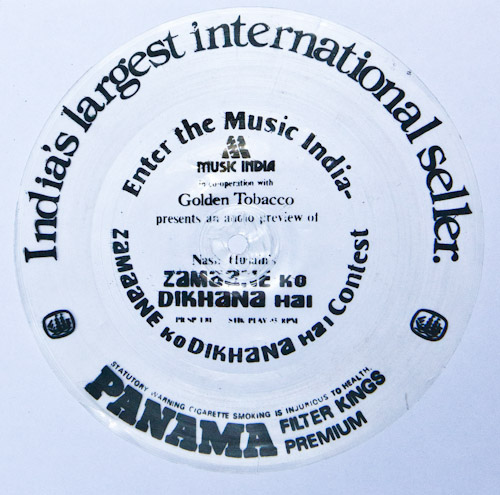 India's largest international seller.
Enter the Music India-
MUSIC INDIA
in co-operation with
Golden Tobacco
presents an audio preview of
Nasir Husain's
ZAMAANE KO
DIKHANA HAI
33 RPM
ZAMAANE KO DIKHANA HAI Contest
STATUTORY WARNING CIGARETTE SMOKING IS INJURIOUS TO HEALTH.
PANAMA
FILTER KINGS
PREMIUM